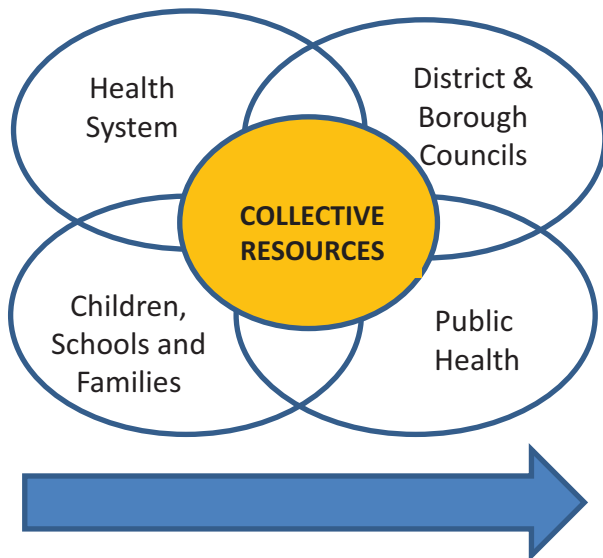 Health
System
District &
Borough
Councils
COLLECTIVE
RESOURCES
Children,
Schools and
Families
Public
Health